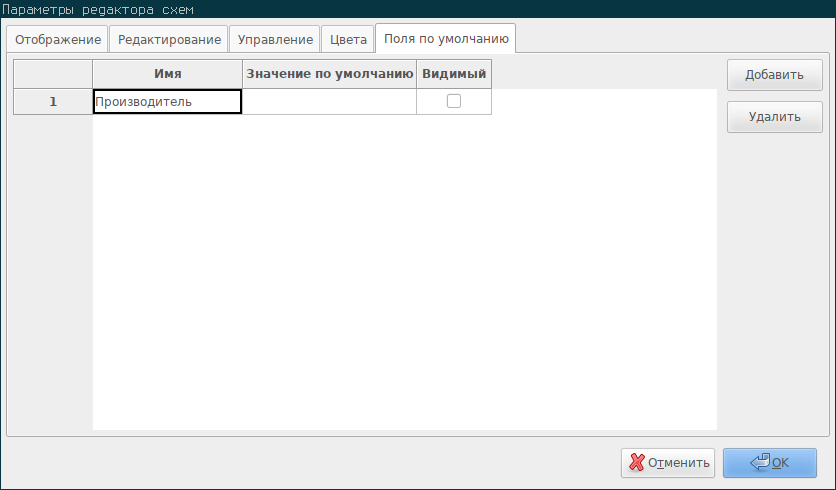 Параметры редактора схем
Отображение Редактирование Управление Цвета Поля по умолчанию
Имя Значение по умолчанию Видимый Добавить
1 Производитель
Удалить
Отменить OK